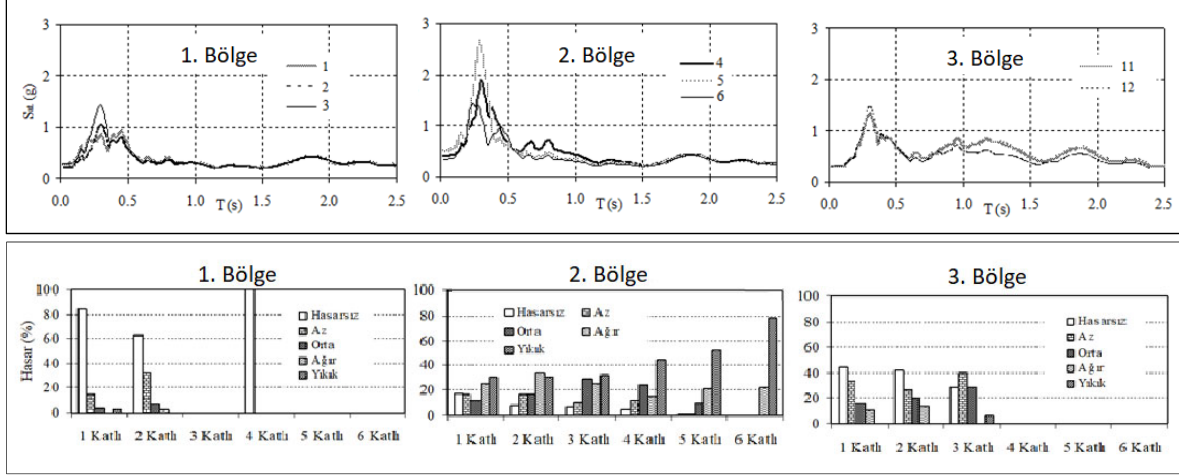 1. Bölge
3
2
1
0
0.0 0.5 1.0 1.5 2.0 2.5
T(s)
Sa (g)
1
2
3
2. Bölge
3
2
1
0
0.0 0.5 1.0 1.5 2.0 2.5
T(s)
4
5
6
3. Bölge
3
2
1
0
0.0 0.5 1.0 1.5 2.0 2.5
T(s)
11
12
1. Bölge
Hasar (%)
100
80
60
40
20
0
Hasarsız
Az
Orta
Ağır
Yıkık
1 Katlı 2 Katlı 3 Katlı 4 Katlı 5 Katlı 6 Katlı
2. Bölge
100
80
60
40
20
0
Hasarsız Az
Orta Ağır
Yıkık
1 Katlı 2 Katlı 3 Katlı 4 Katlı 5 Katlı 6 Katlı
3. Bölge
100
80
60
40
20
0
Hasarsız
Az
Orta
Ağır
Yıkık
1 Katlı 2 Katlı 3 Katlı 4 Katlı 5 Katlı 6 Katlı